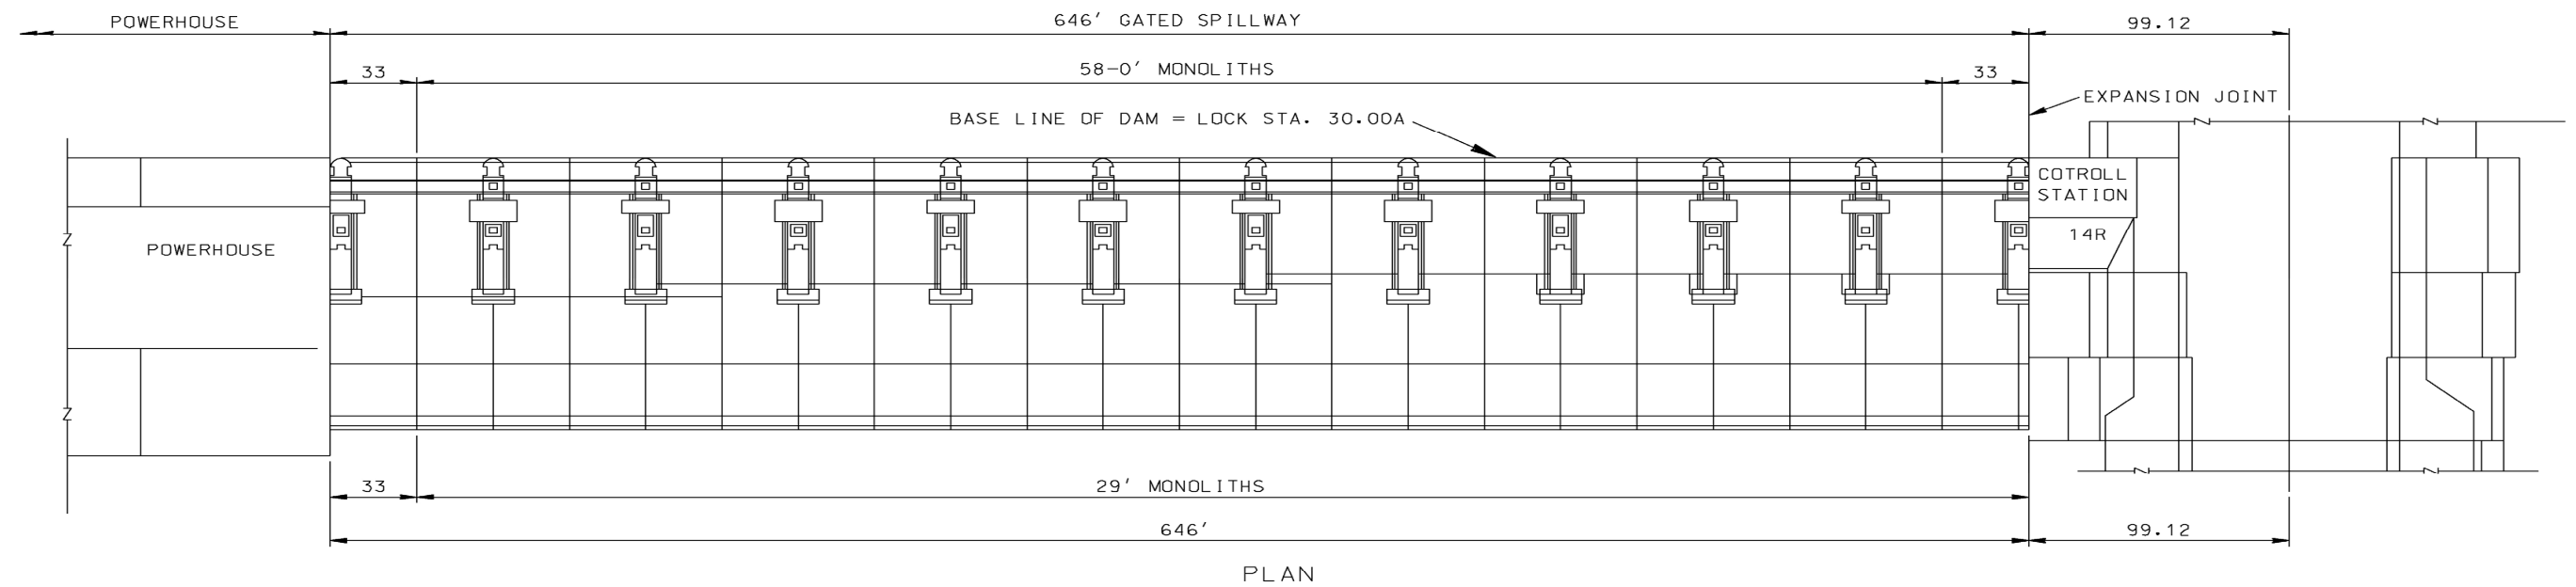 POWERHOUSE
646' GATED SPILLWAY
99.12
33
58-0' MONOLITHS
33
EXPANSION JOINT
BASE LINE OF DAM = LOCK STA. 30.00A
COTROLL
STATION
14R
POWERHOUSE
33
29' MONOLITHS
646'
99.12
PLAN